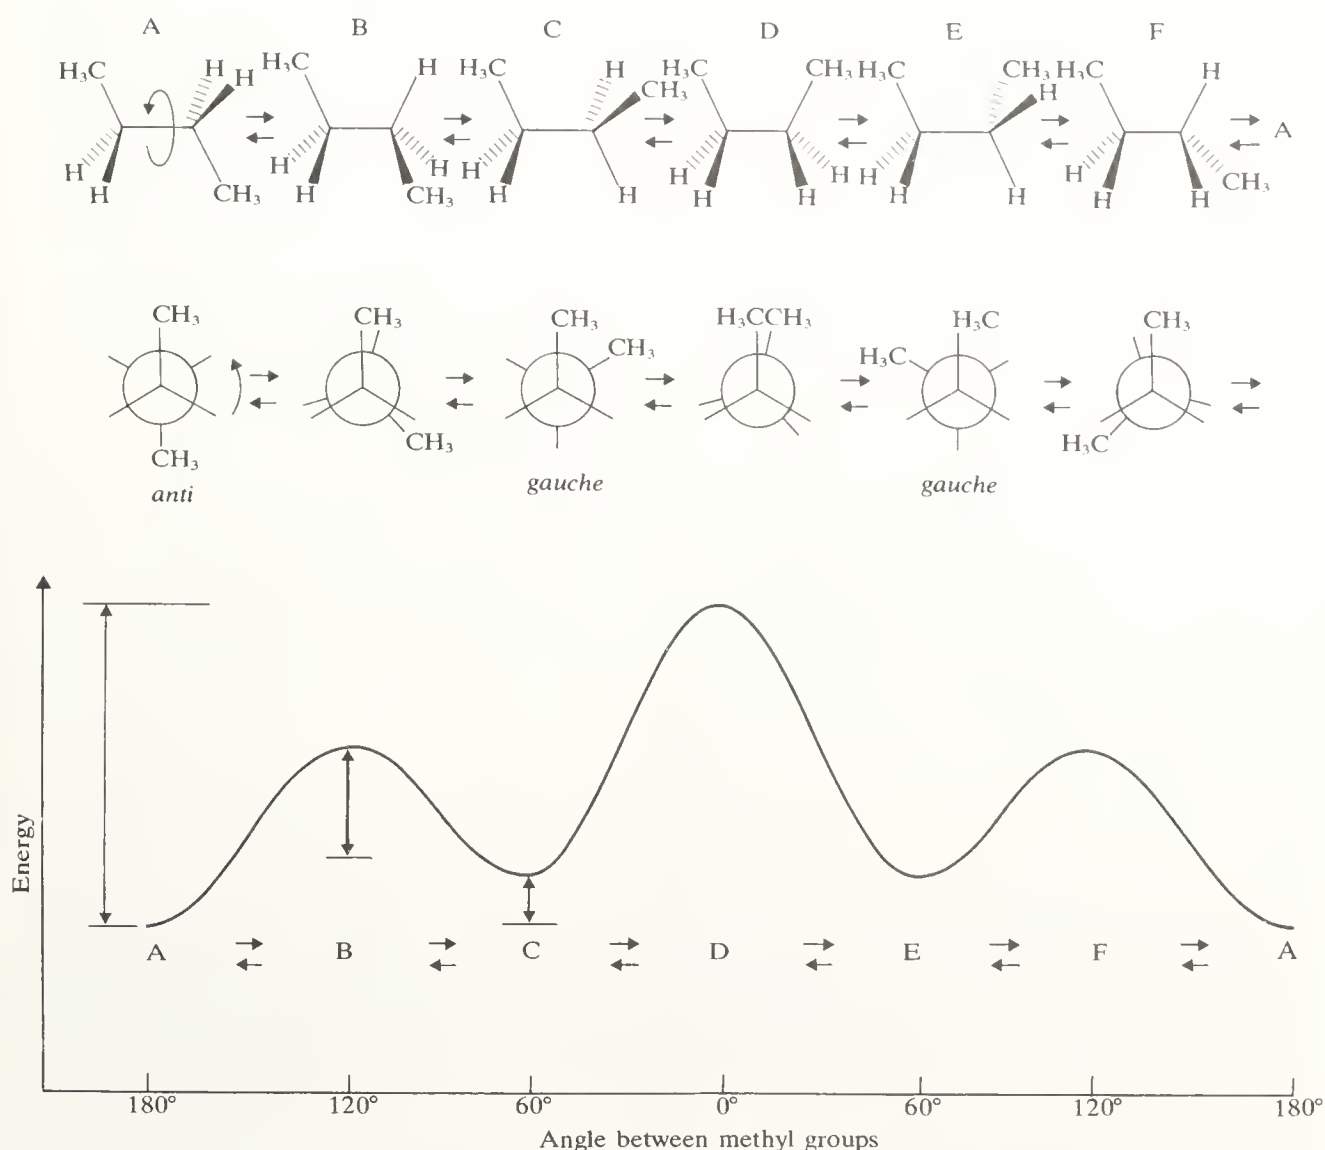 A B C D E F
H₃C H H H₃C H H₃C H CH₃ H₃C CH₃ H₃C CH₃ H H₃C H
A
H H CH₃ H H H CH₃ H H H H H H H H H H H H H H CH₃
CH₃ CH₃ CH₃ CH₃ H₃CCH₃ H₃C H₃C CH₃
CH₃ CH₃ H₃C
anti gauche gauche
Energy
A B C D E F A
180° 120° 60° 0° 60° 120° 180°
Angle between methyl groups